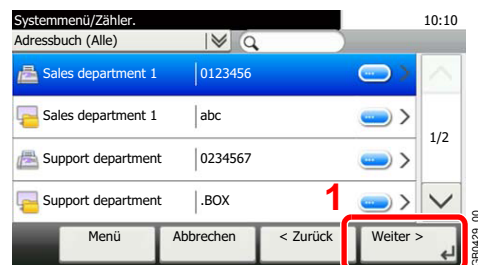 Systemmenü/Zähler. 10:10
Adressbuch (Alle)
Sales department 1 0123456
Sales department 1 abc
1/2
Support department 0234567
Support department .BOX
1
Menü Abbrechen < Zurück Weiter >
GB0429_00